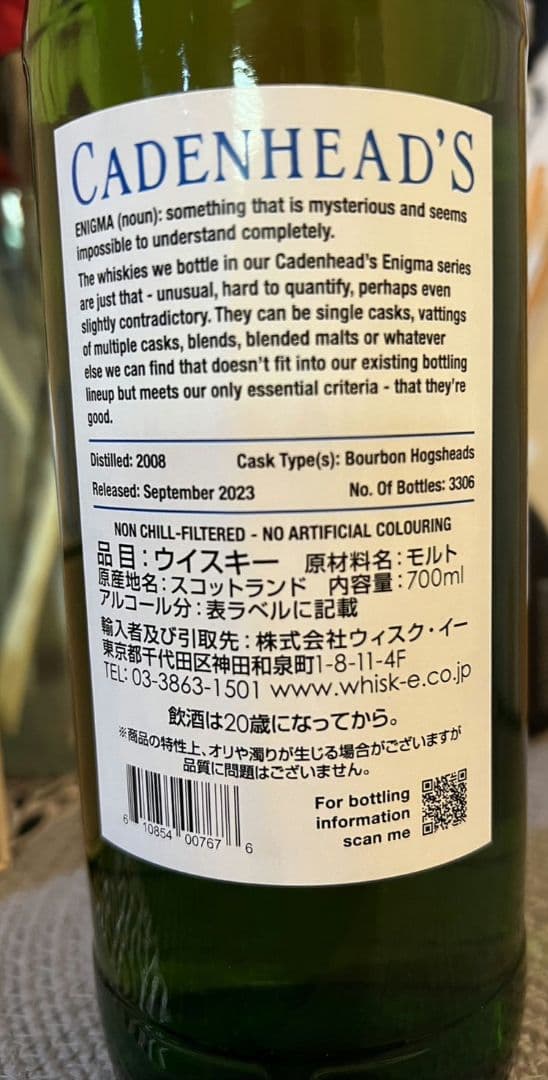 CADENHEAD'S
ENIGMA (noun): something that is mysterious and seems
impossible to understand completely.
The whiskies we bottle in our Cadenhead's Enigma series
are just that - unusual, hard to quantify, perhaps even
slightly contradictory. They can be single casks, vattings
of multiple casks, blends, blended malts or whatever
else we can find that doesn't fit into our existing bottling
lineup but meets our only essential criteria - that they're
good.
Distilled: 2008 Cask Type(s): Bourbon Hogsheads
Released: September 2023 No. Of Bottles: 3306
NON CHILL-FILTERED - NO ARTIFICIAL COLOURING
品目：ウイスキー 原材料名：モルト
原産地名：スコットランド 内容量：700ml
アルコール分：表ラベルに記載
輸入者及び引取先：株式会社ウィスク・イー
東京都千代田区神田和泉町1-8-11-4F
TEL: 03-3863-1501 www.whisk-e.co.jp
飲酒は20歳になってから。
※商品の特性上、オリや濁りが生じる場合がございますが
品質に問題はございません。
6 10854 00767 6
For bottling
information
scan me